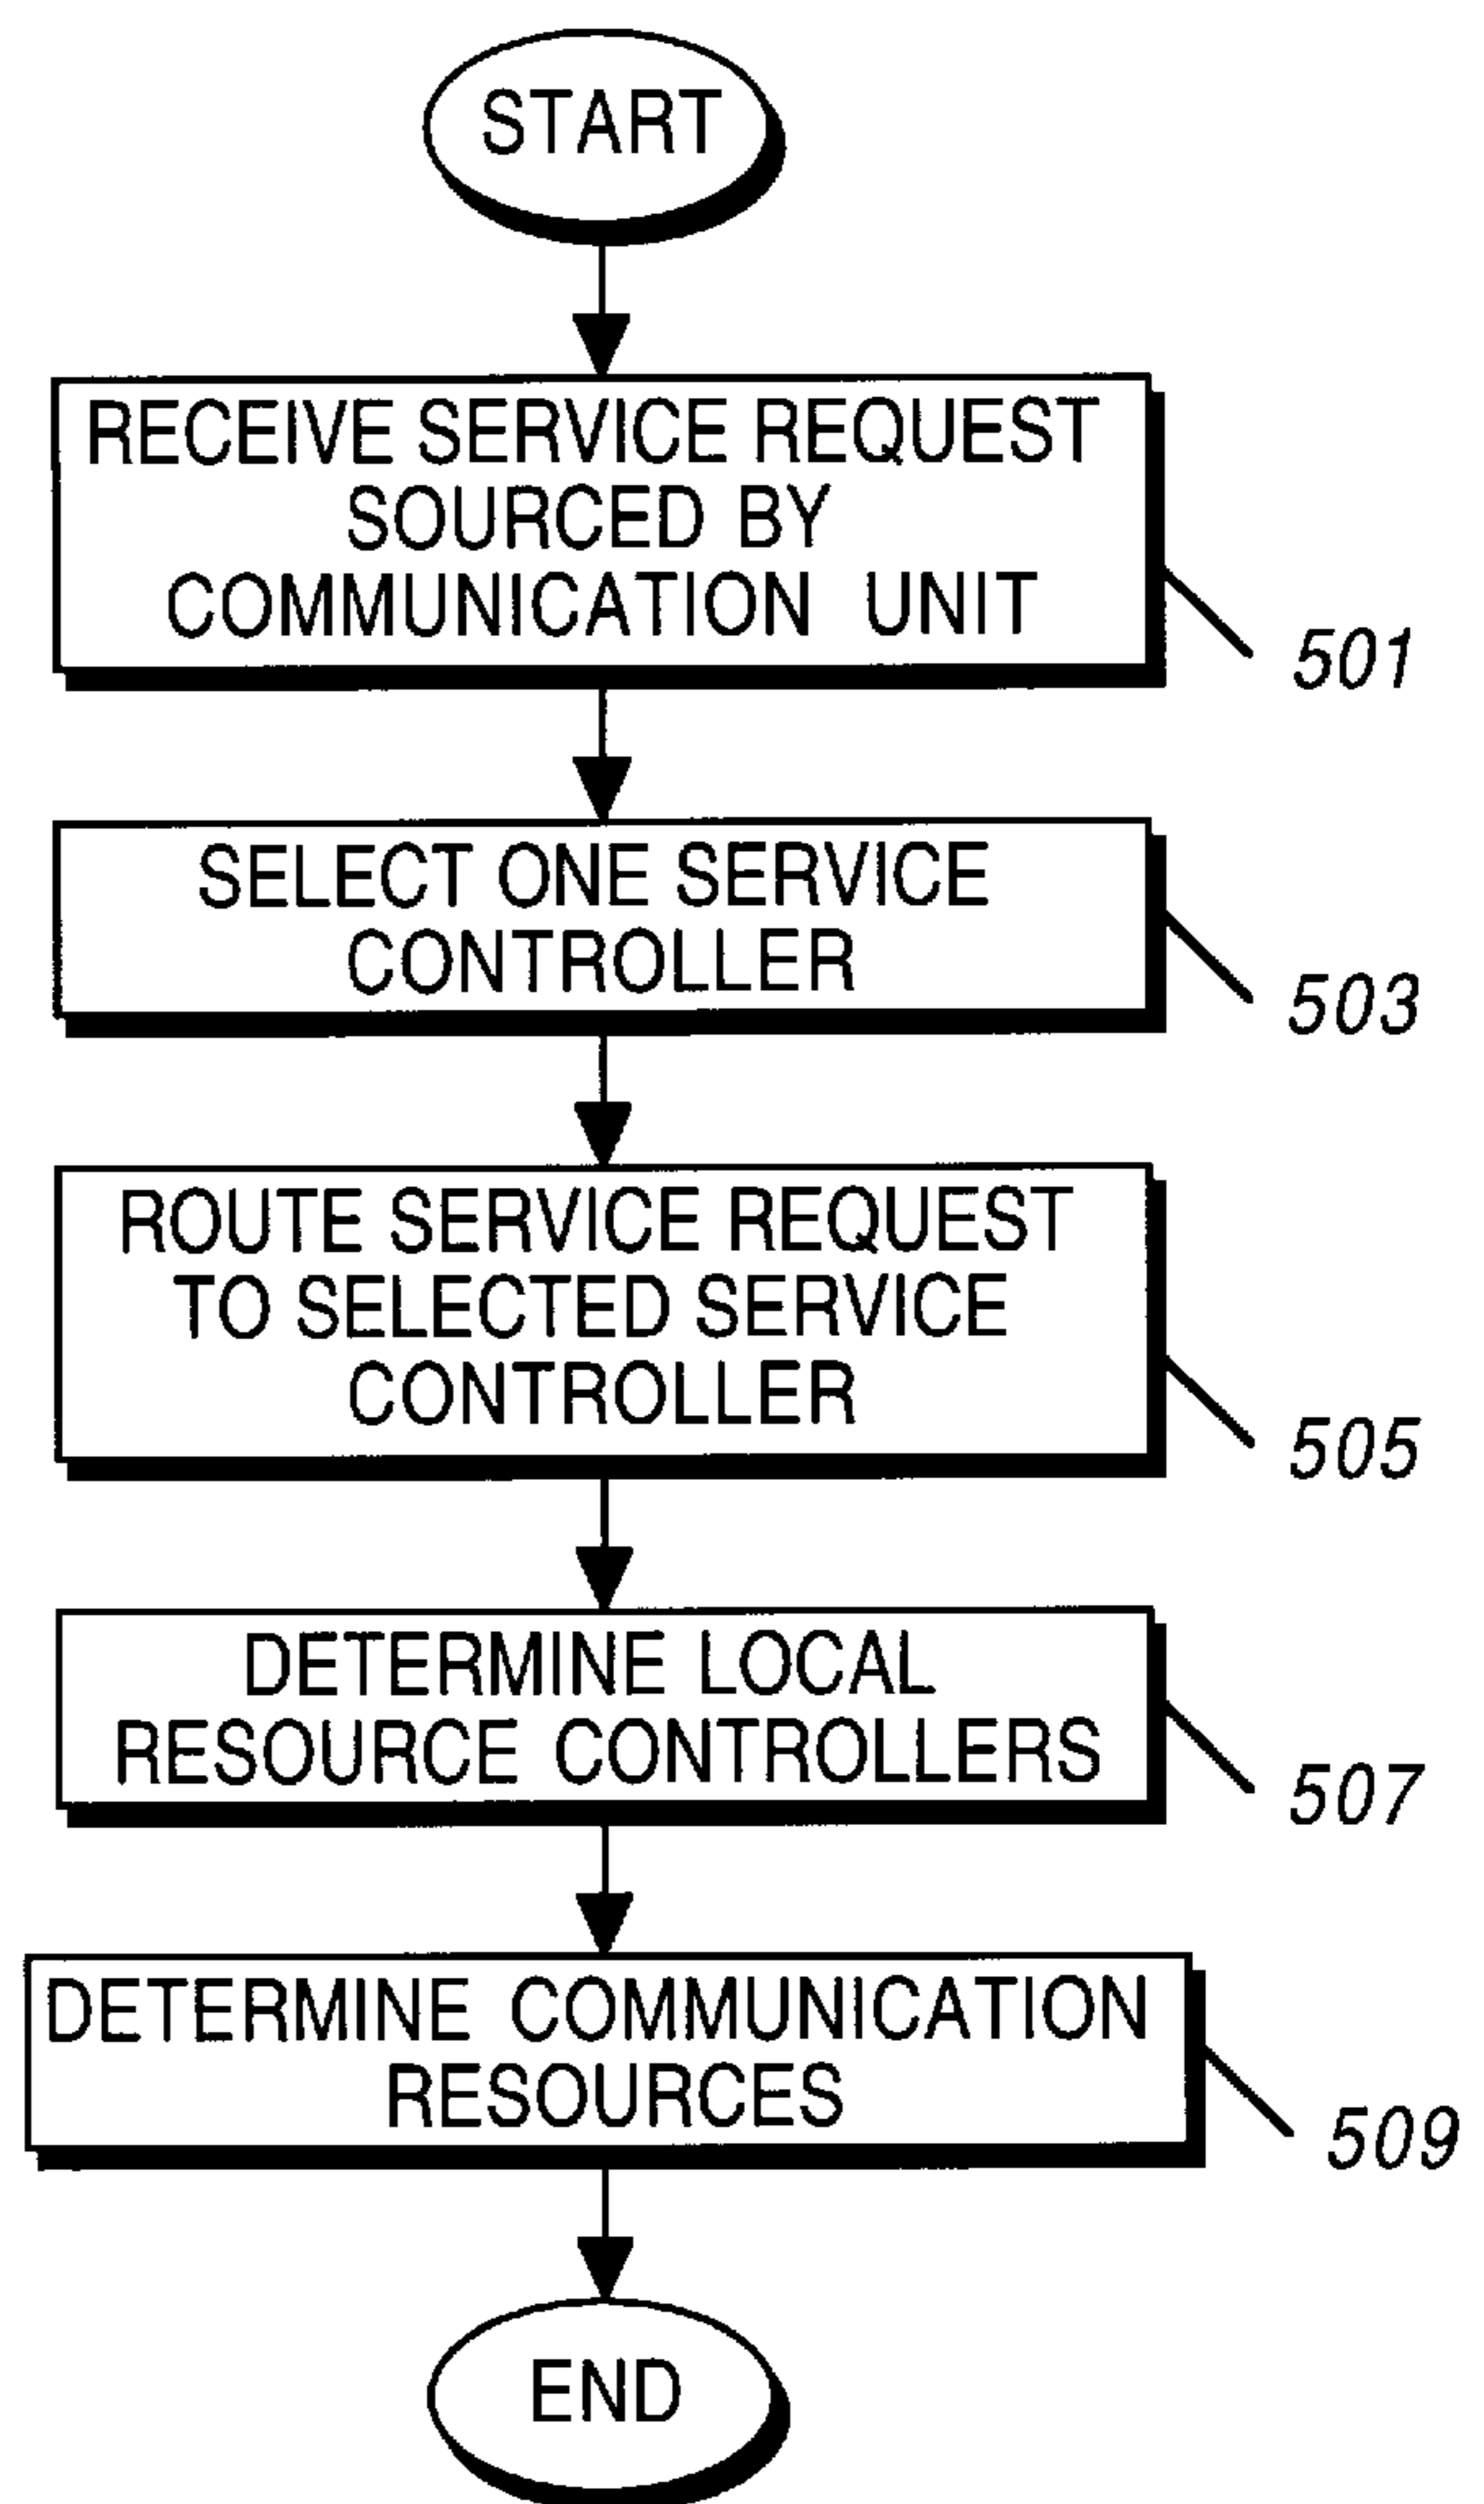 START
RECEIVE SERVICE REQUEST
SOURCED BY
COMMUNICATION UNIT
501
SELECT ONE SERVICE
CONTROLLER
503
ROUTE SERVICE REQUEST
TO SELECTED SERVICE
CONTROLLER
505
DETERMINE LOCAL
RESOURCE CONTROLLERS
507
DETERMINE COMMUNICATION
RESOURCES
509
END